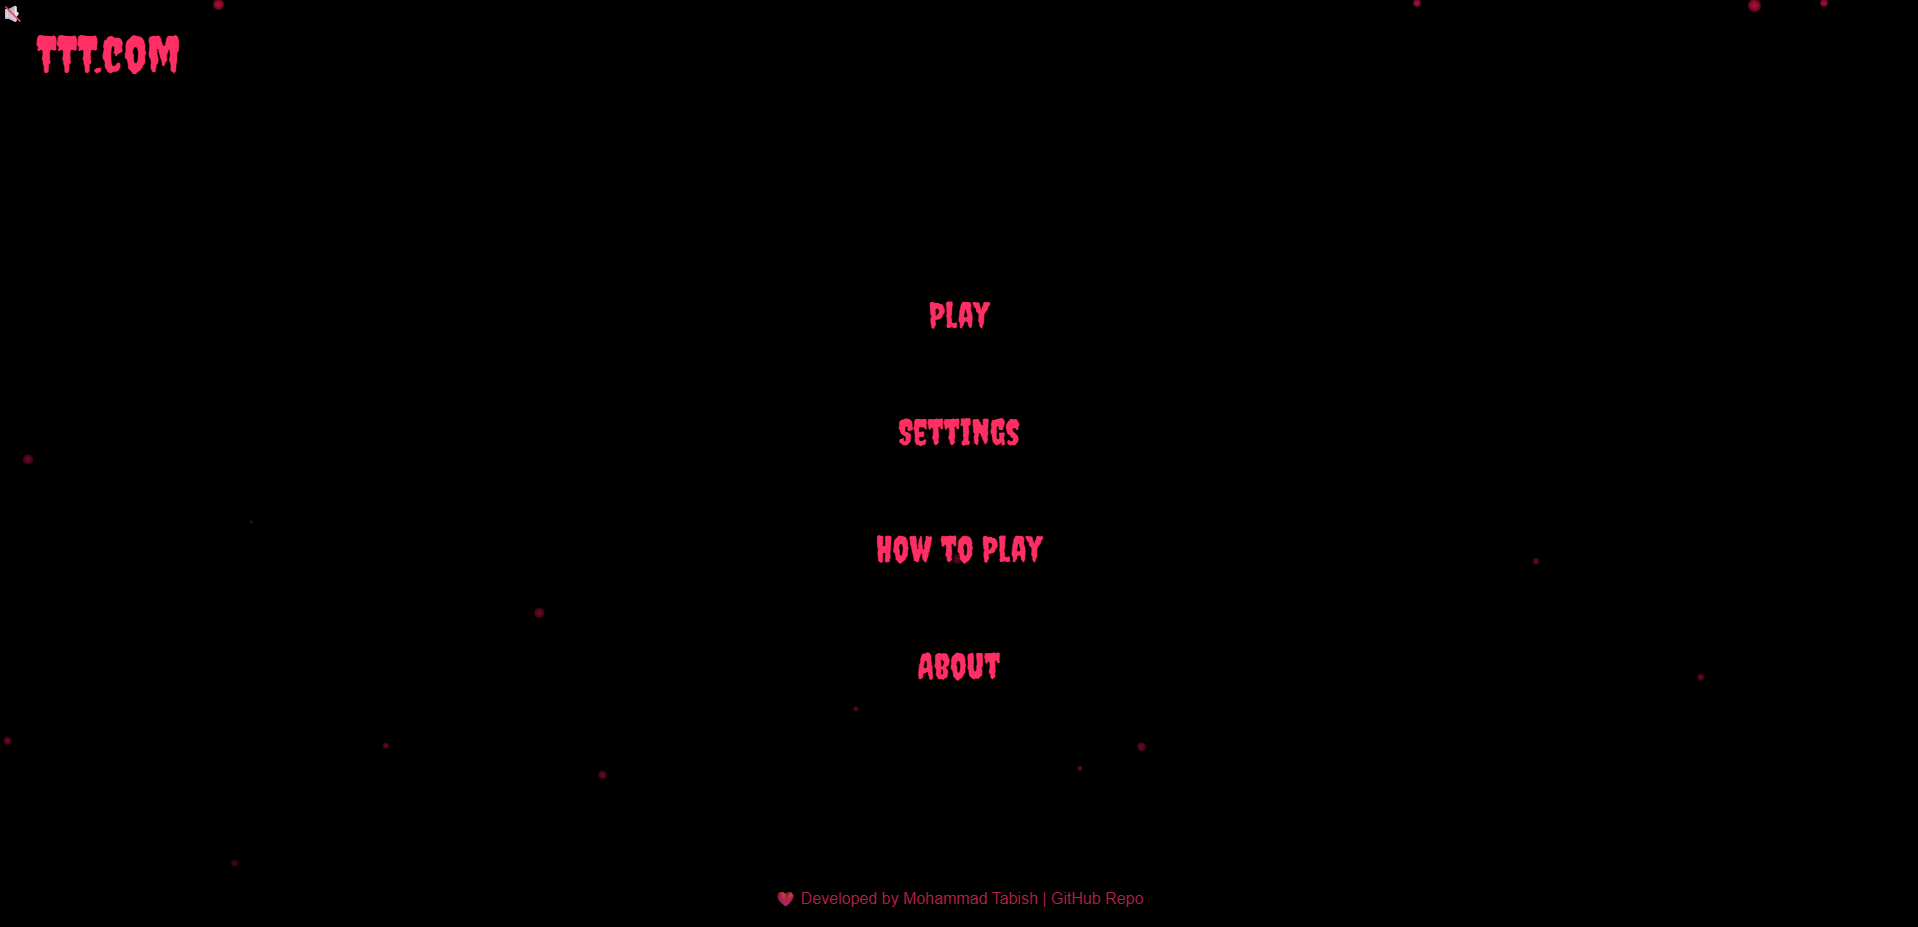 TTT.COM
PLAY
SETTINGS
HOW TO PLAY
ABOUT
Developed by Mohammad Tabish | GitHub Repo